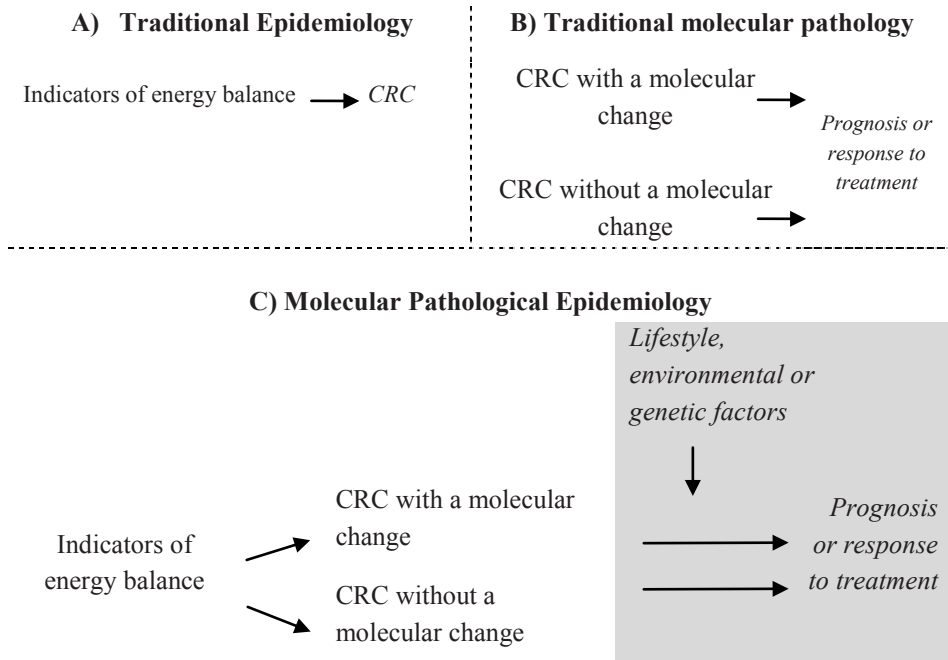 A) Traditional Epidemiology
Indicators of energy balance
CRC
B) Traditional molecular pathology
CRC with a molecular
change
CRC without a molecular
change
Prognosis or
response to
treatment
C) Molecular Pathological Epidemiology
Lifestyle,
environmental or
genetic factors
Indicators of
energy balance
CRC with a molecular
change
CRC without a
molecular change
Prognosis
or response
to treatment